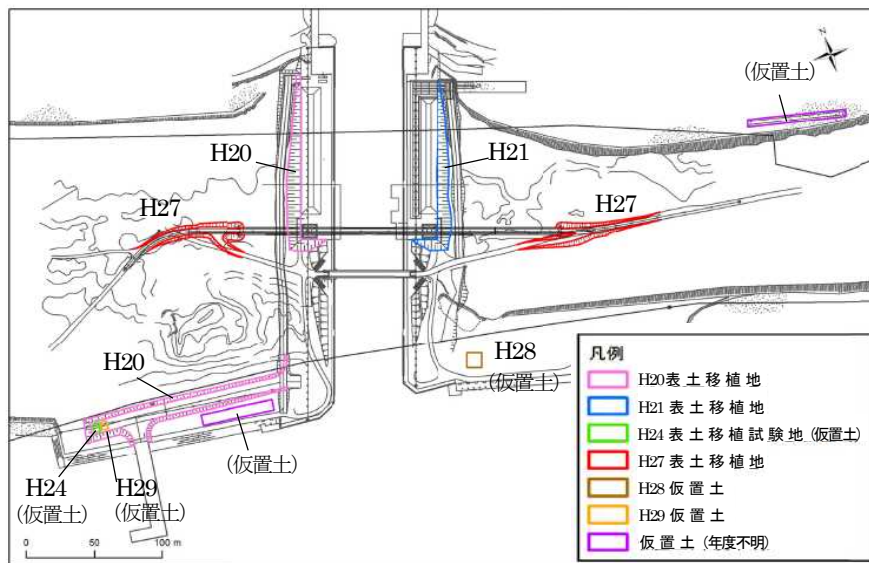 N
(仮置土)
H20
H21
H27
H27
H28
(仮置土)
H20
(仮置土)
H24
(仮置土)
H29
(仮置土)
0 50 100 m
凡例
H20表土移植地
H21表土移植地
H24表土移植試験地(仮置土)
H27表土移植地
H28仮置土
H29仮置土
仮置土(年度不明)